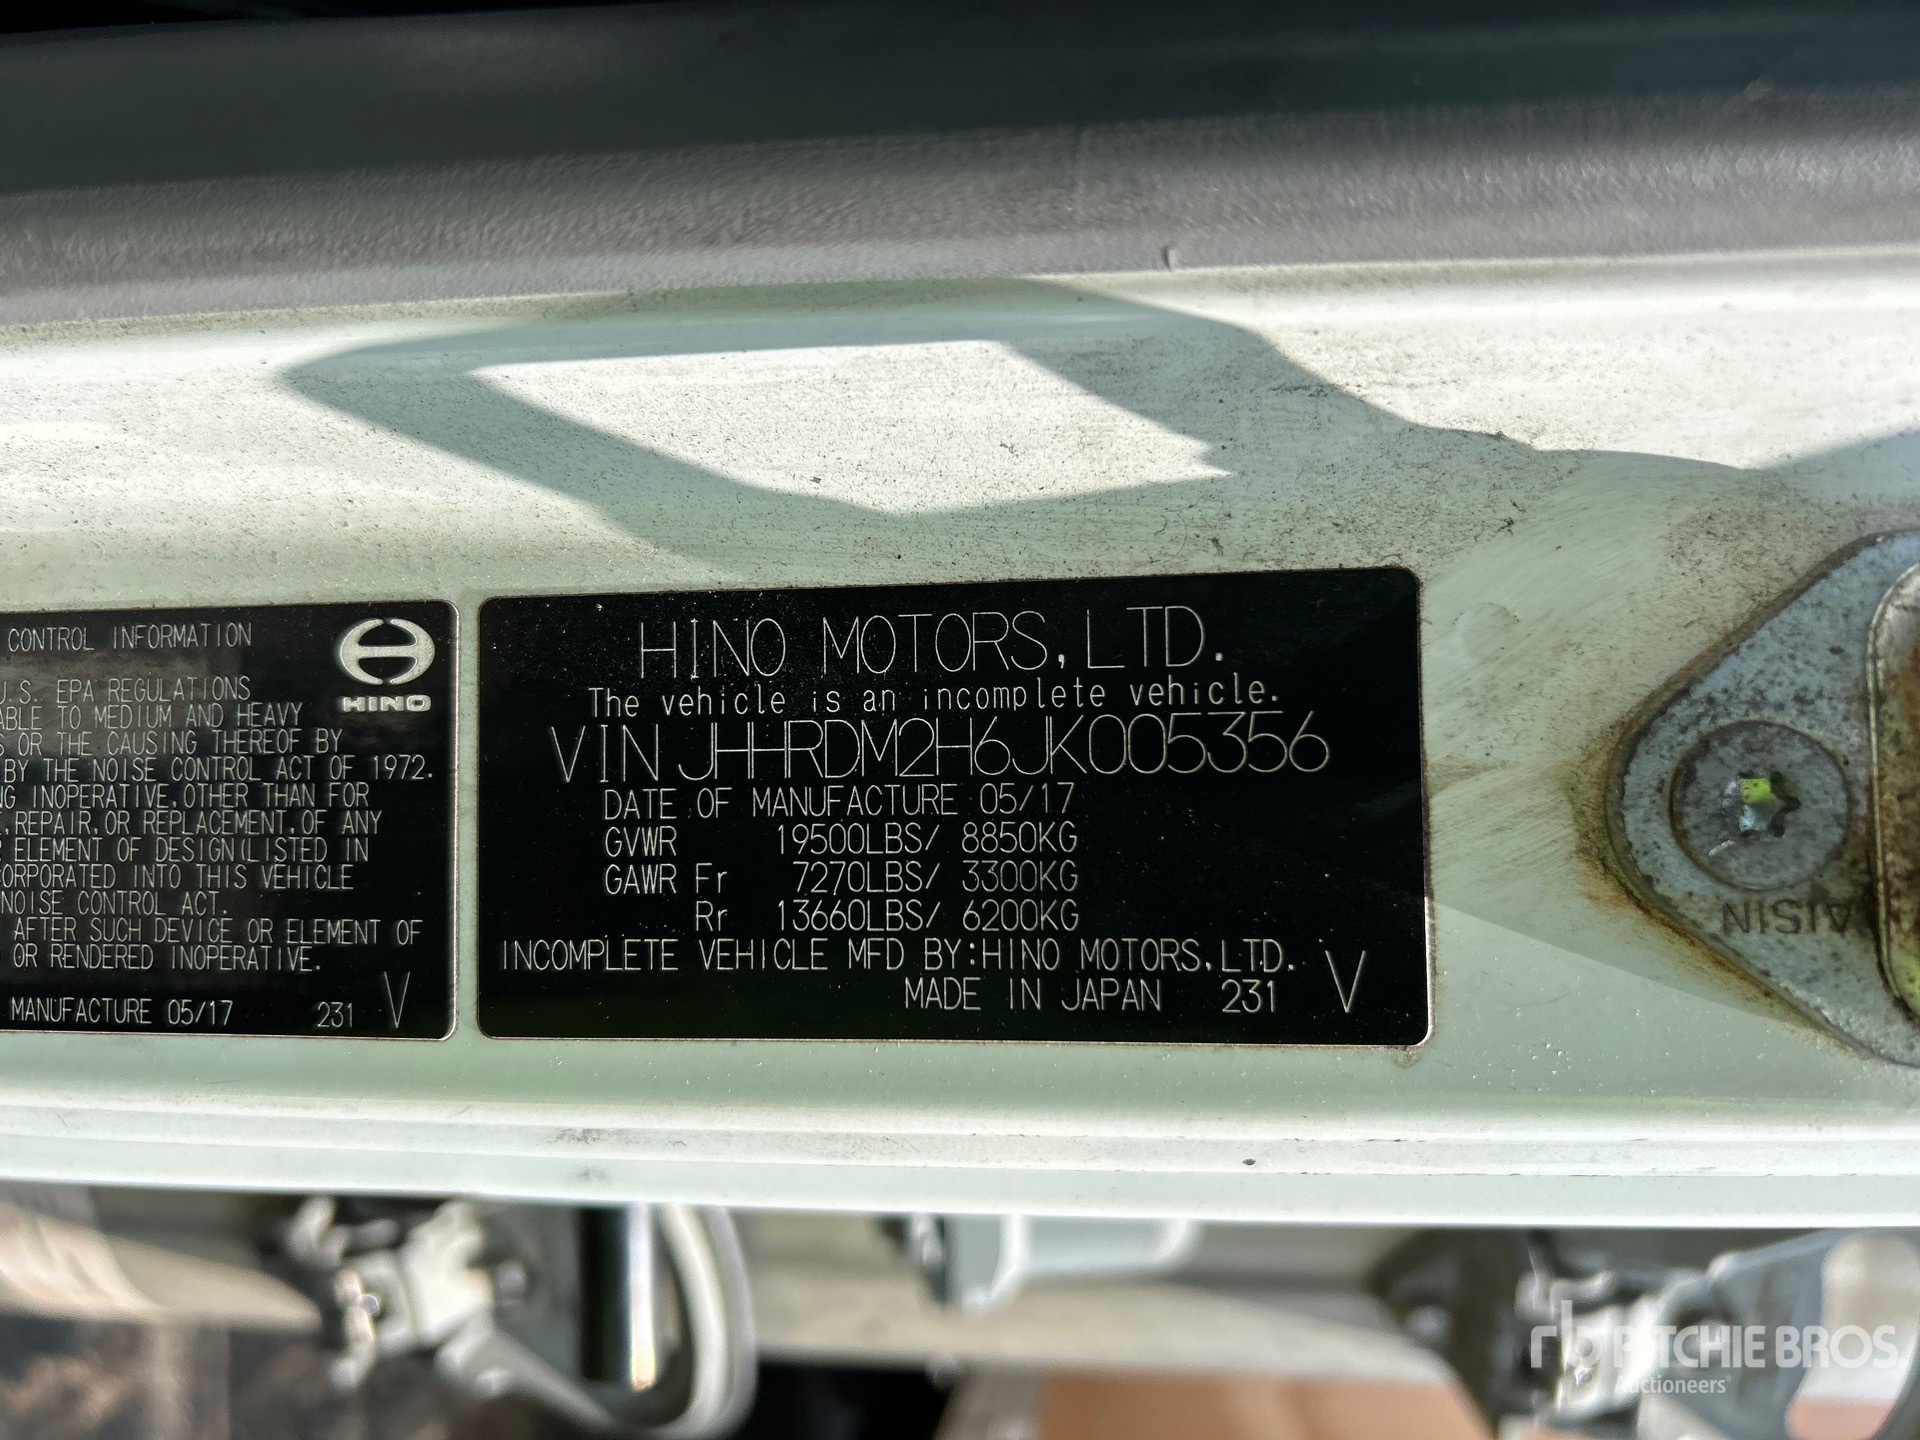 CONTROL INFORMATION
HINO
U.S. EPA REGULATIONS
ABLE TO MEDIUM AND HEAVY
OR THE CAUSING THEREOF BY
BY THE NOISE CONTROL ACT OF 1972.
NG INOPERATIVE, OTHER THAN FOR
REPAIR, OR REPLACEMENT, OF ANY
ELEMENT OF DESIGN(LISTED IN
ORPORATED INTO THIS VEHICLE
NOISE CONTROL ACT.
AFTER SUCH DEVICE OR ELEMENT OF
OR RENDERED INOPERATIVE.
MANUFACTURE 05/17 231 V
HINO MOTORS, LTD.
The vehicle is an incomplete vehicle.
VIN JHHRDM2H6JK005356
DATE OF MANUFACTURE 05/17
GVWR 19500LBS/ 8850KG
GAWR Fr 7270LBS/ 3300KG
Rr 13660LBS/ 6200KG
INCOMPLETE VEHICLE MFD BY:HINO MOTORS, LTD.
MADE IN JAPAN 231 V
AISIN
rb RITCHIE BROS.
Auctioneers